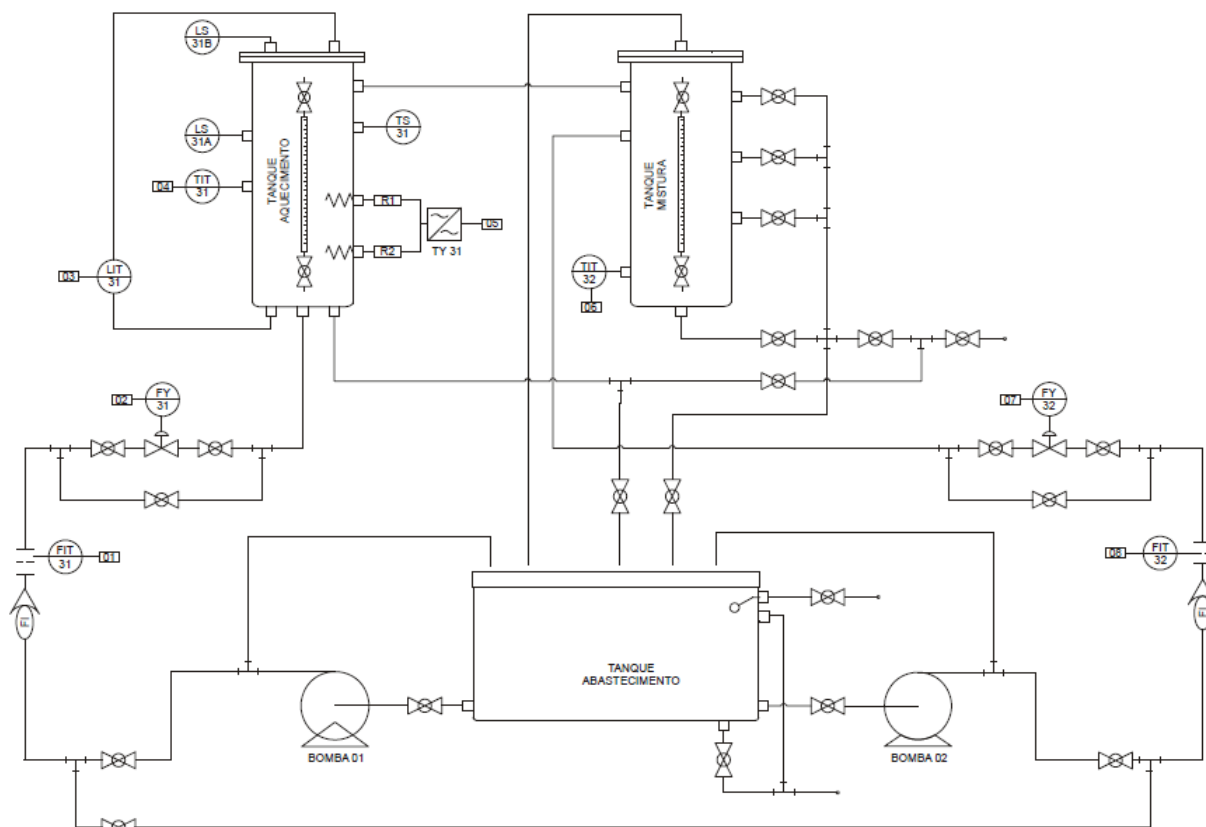 LS
31B
LS
31A
TS
31
04
TIT
31
TANQUE
AQUECIMENTO
R1
R2
TY 31
05
03
LIT
31
TANQUE
MISTURA
TIT
32
06
02
FY
31
07
FY
32
FIT
31
01
08
FIT
32
FI
FI
TANQUE
ABASTECIMENTO
BOMBA 01
BOMBA 02